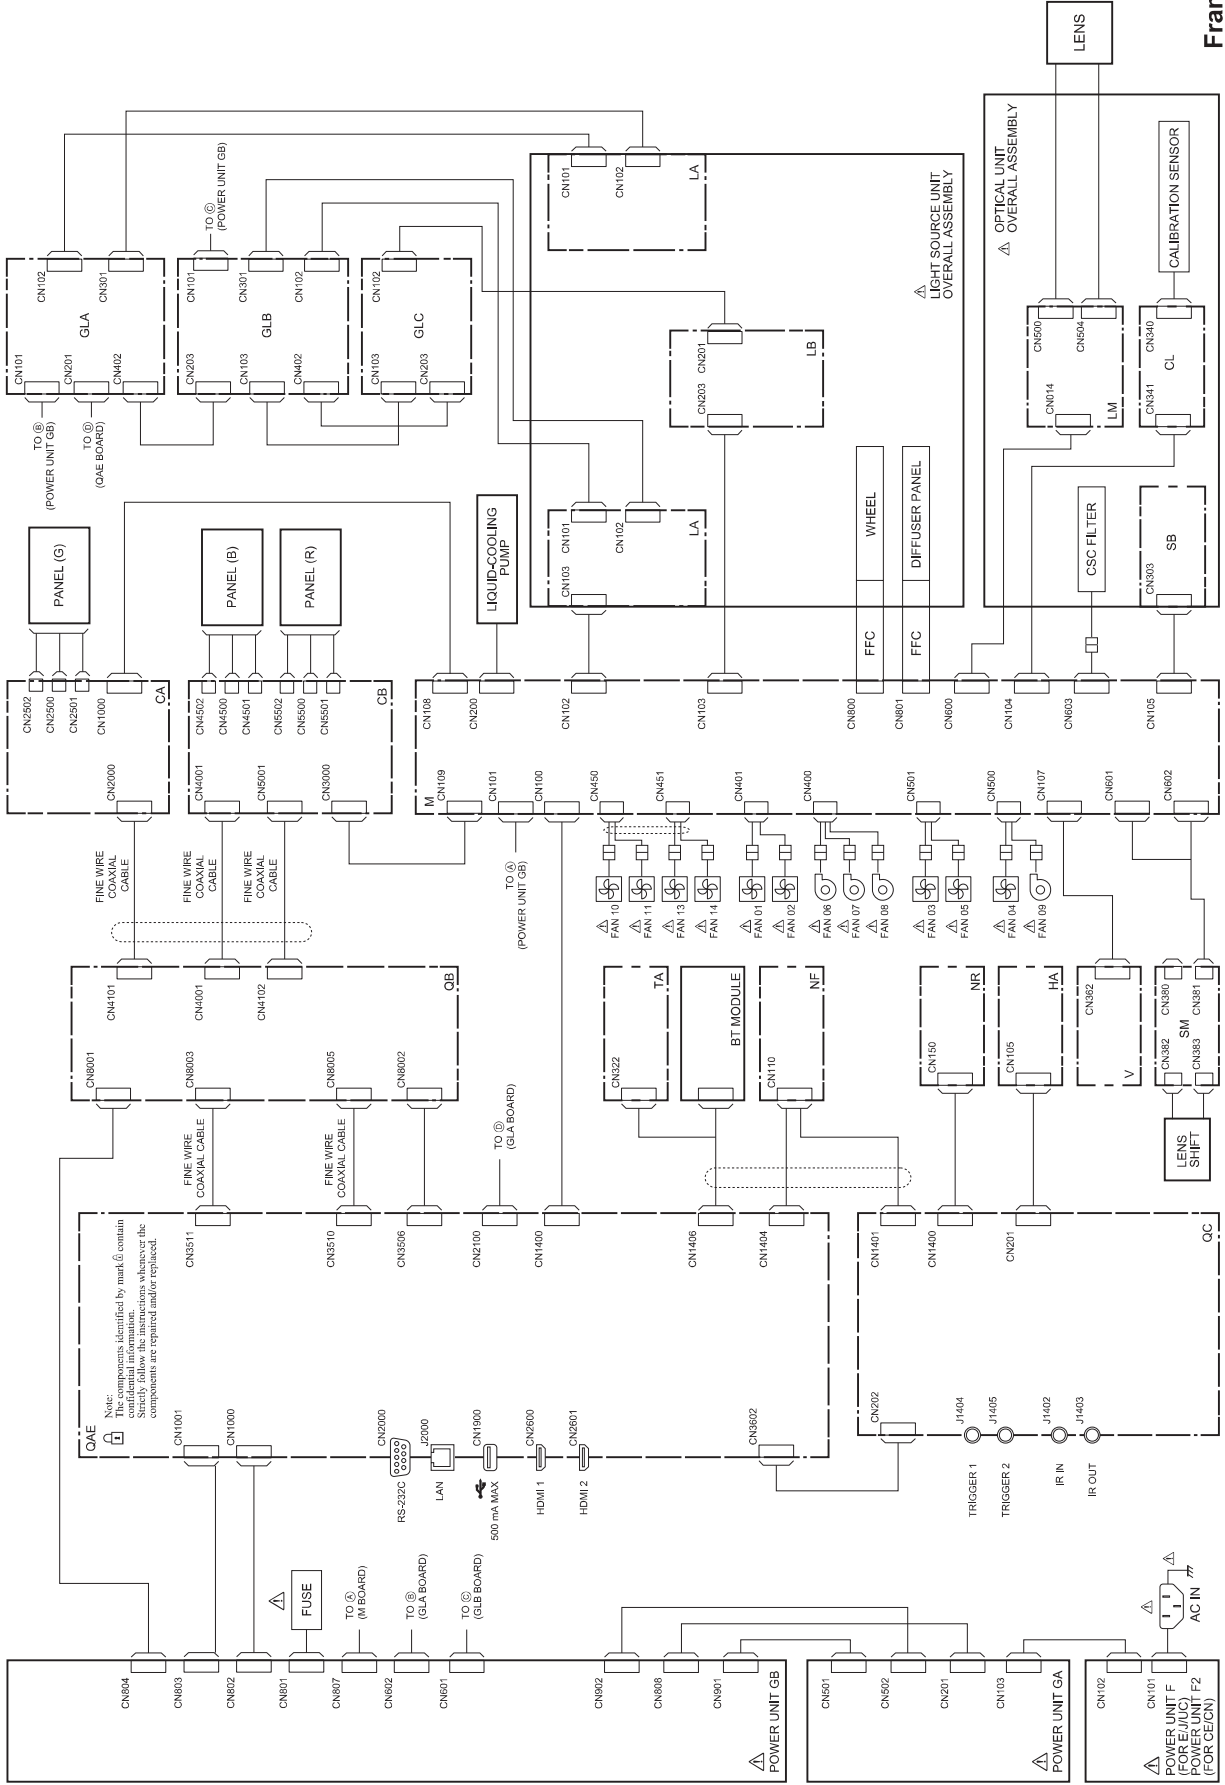 Fran
QAE
Note:
The components identified by mark contain
confidential information.
Strictly follow the instructions whenever the
components are repaired and/or replaced.
CN1001
CN1000
CN2000
RS-232C
J2000
LAN
CN1900
500 mA MAX
CN2600
HDMI 1
CN2601
HDMI 2
CN3602
CN3511
CN3510
CN3506
CN2100
TO Ⓓ
(GLA BOARD)
CN1400
CN1406
CN1404
CN804
CN803
CN802
CN801
FUSE
CN807
TO Ⓐ
(M BOARD)
CN602
TO Ⓑ
(GLA BOARD)
CN601
TO Ⓒ
(GLB BOARD)
CN902
CN808
CN901
POWER UNIT GB
CN501
CN502
CN201
CN103
POWER UNIT GA
CN102
CN101
POWER UNIT F
(FOR E/J/UC)
POWER UNIT F2
(FOR CE/CN)
AC IN
CN202
J1404
TRIGGER 1
J1405
TRIGGER 2
J1402
IR IN
J1403
IR OUT
CN1401
CN1400
CN201
QC
FINE WIRE
COAXIAL CABLE
FINE WIRE
COAXIAL CABLE
CN8001
CN8003
CN8005
CN8002
CN4101
CN4001
CN4102
QB
FINE WIRE
COAXIAL
CABLE
FINE WIRE
COAXIAL
CABLE
FINE WIRE
COAXIAL
CABLE
CN322
TA
BT MODULE
CN110
NF
CN150
NR
CN105
HA
CN362
V
CN382
CN380
SM
CN383
CN381
LENS
SHIFT
CN2000
CN2502
CN2500
CN2501
CN1000
CA
PANEL (G)
CN4001
CN5001
CN3000
CN4502
CN4500
CN4501
CN5502
CN5500
CN5501
CB
PANEL (B)
PANEL (R)
M
CN109
CN101
TO Ⓐ
(POWER UNIT GB)
CN100
CN450
CN451
CN401
CN400
CN501
CN500
CN107
CN601
CN602
FAN 10
FAN 11
FAN 13
FAN 14
FAN 01
FAN 02
FAN 06
FAN 07
FAN 08
FAN 03
FAN 05
FAN 04
FAN 09
CN108
CN200
CN102
CN103
CN800
CN801
CN600
CN104
CN603
CN105
LIQUID-COOLING
PUMP
FFC
WHEEL
FFC
DIFFUSER PANEL
CSC FILTER
CN101
TO Ⓑ
(POWER UNIT GB)
CN201
TO Ⓓ
(QAE BOARD)
CN402
GLA
CN102
CN301
CN203
CN103
CN402
GLB
CN101
TO Ⓒ
(POWER UNIT GB)
CN301
CN102
CN103
CN203
GLC
CN102
CN103
CN101
CN102
LA
CN101
CN102
LA
CN203
CN201
LB
LIGHT SOURCE UNIT
OVERALL ASSEMBLY
OPTICAL UNIT
OVERALL ASSEMBLY
CN014
CN500
CN504
LM
LENS
CN341
CN340
CL
CALIBRATION SENSOR
CN303
SB